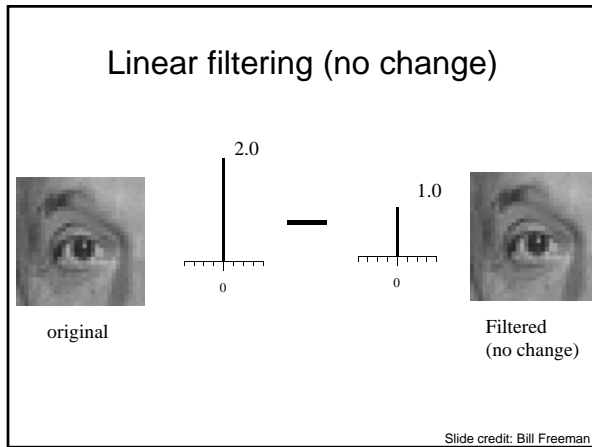 Linear filtering (no change)
2.0
0
1.0
0
original
Filtered
(no change)
Slide credit: Bill Freeman